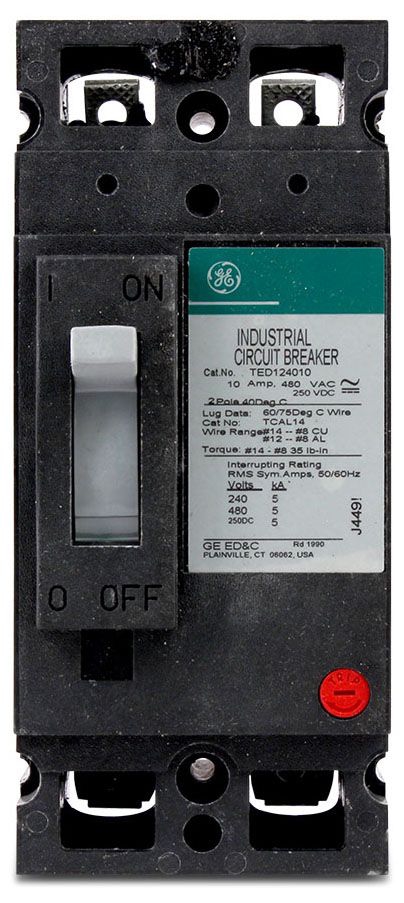 I ON
GE
INDUSTRIAL
CIRCUIT BREAKER
Cat.No. TED124010
10 Amp, 480 VAC
250 VDC
2 Pole 40Deg C
Lug Data: 60/75Deg C Wire
Cat No: TCAL14
Wire Range#14 -- #8 CU
#12 -- #8 AL
Torque: #14 - #8 35 lb-in
Interrupting Rating
RMS Sym.Amps, 50/60Hz
Volts kA
240 5
480 5
250DC 5
J449!
GE ED&C Rd 1990
PLAINVILLE, CT 06062, USA
O OFF
TRIP